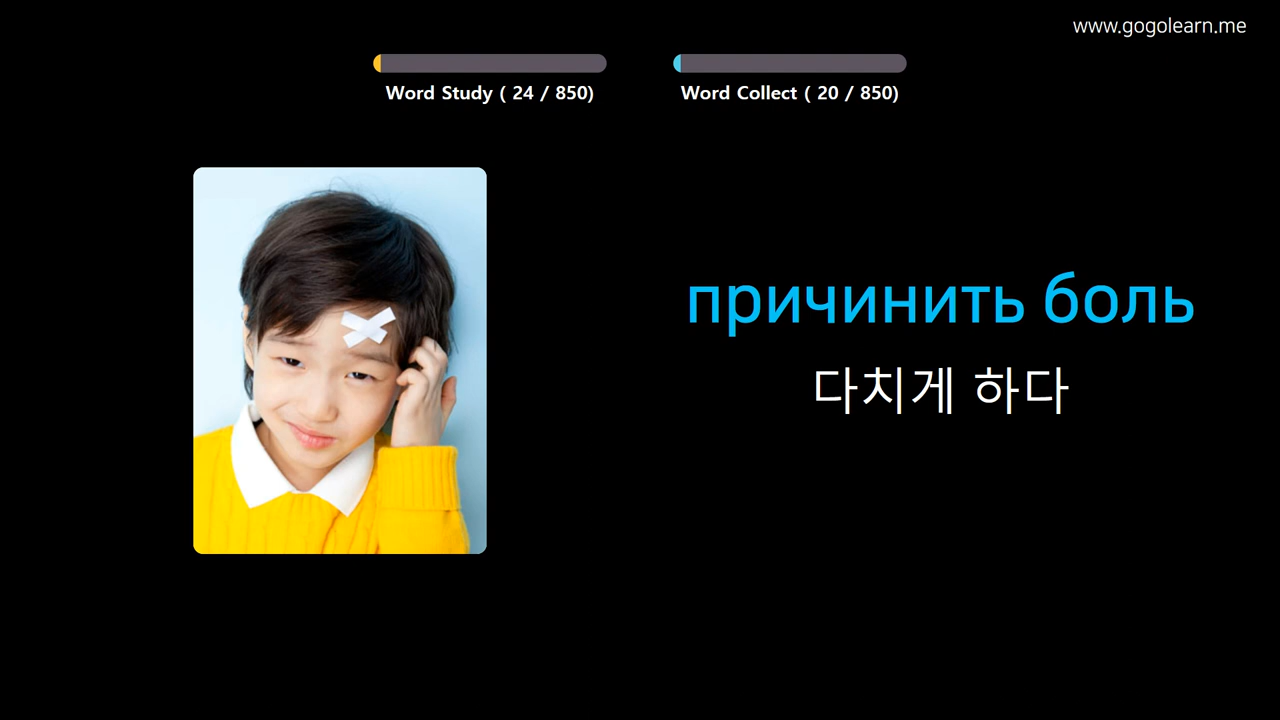 www.gogolearn.me
Word Study ( 24 / 850)
Word Collect ( 20 / 850)
причинить боль
다치게 하다